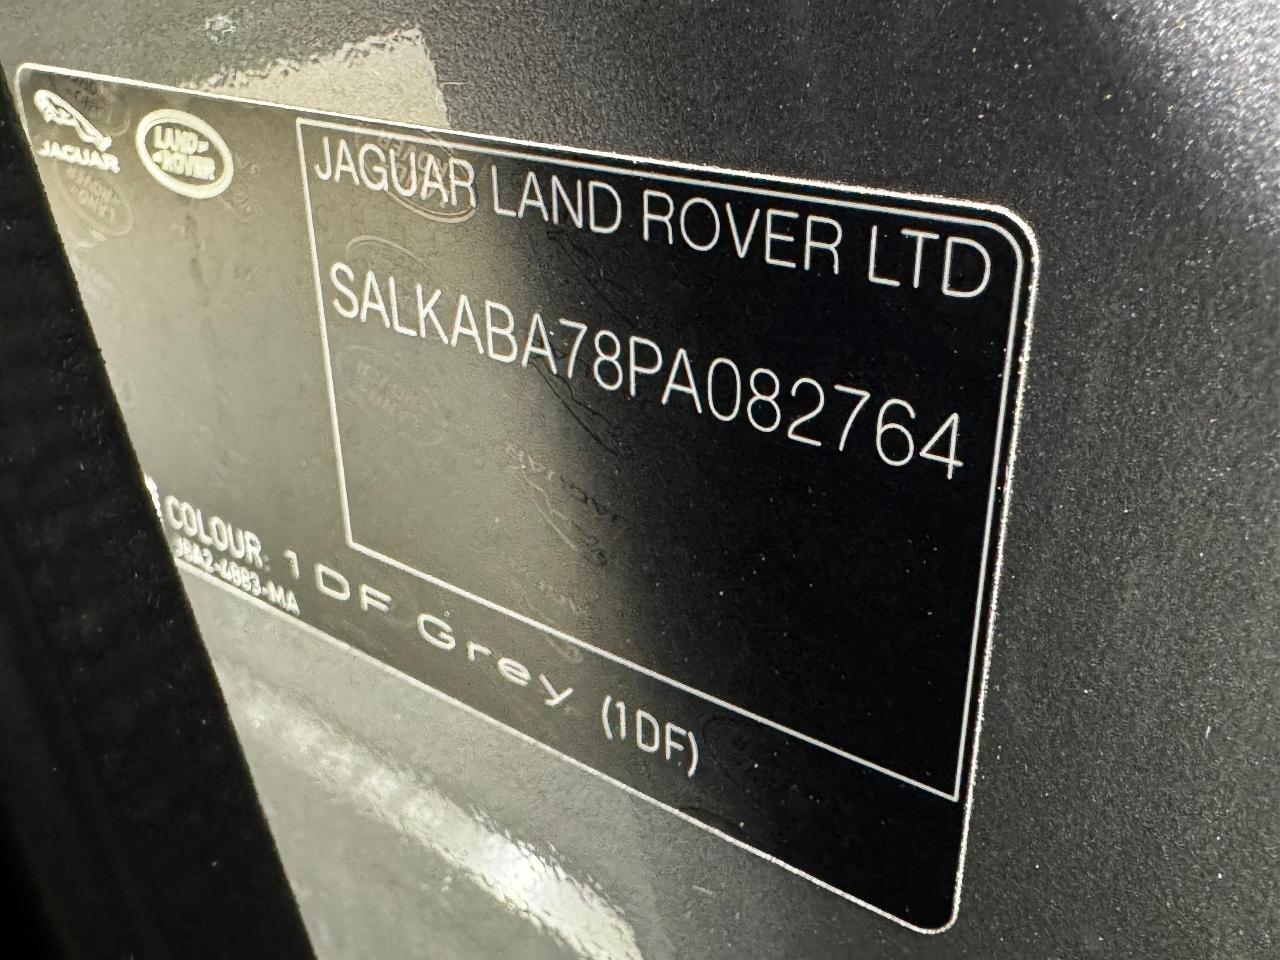 JAGUAR
LAND-
-ROVER
JAGUAR LAND ROVER LTD
SALKABA78PA082764
COLOUR: 1DF Grey (1DF)